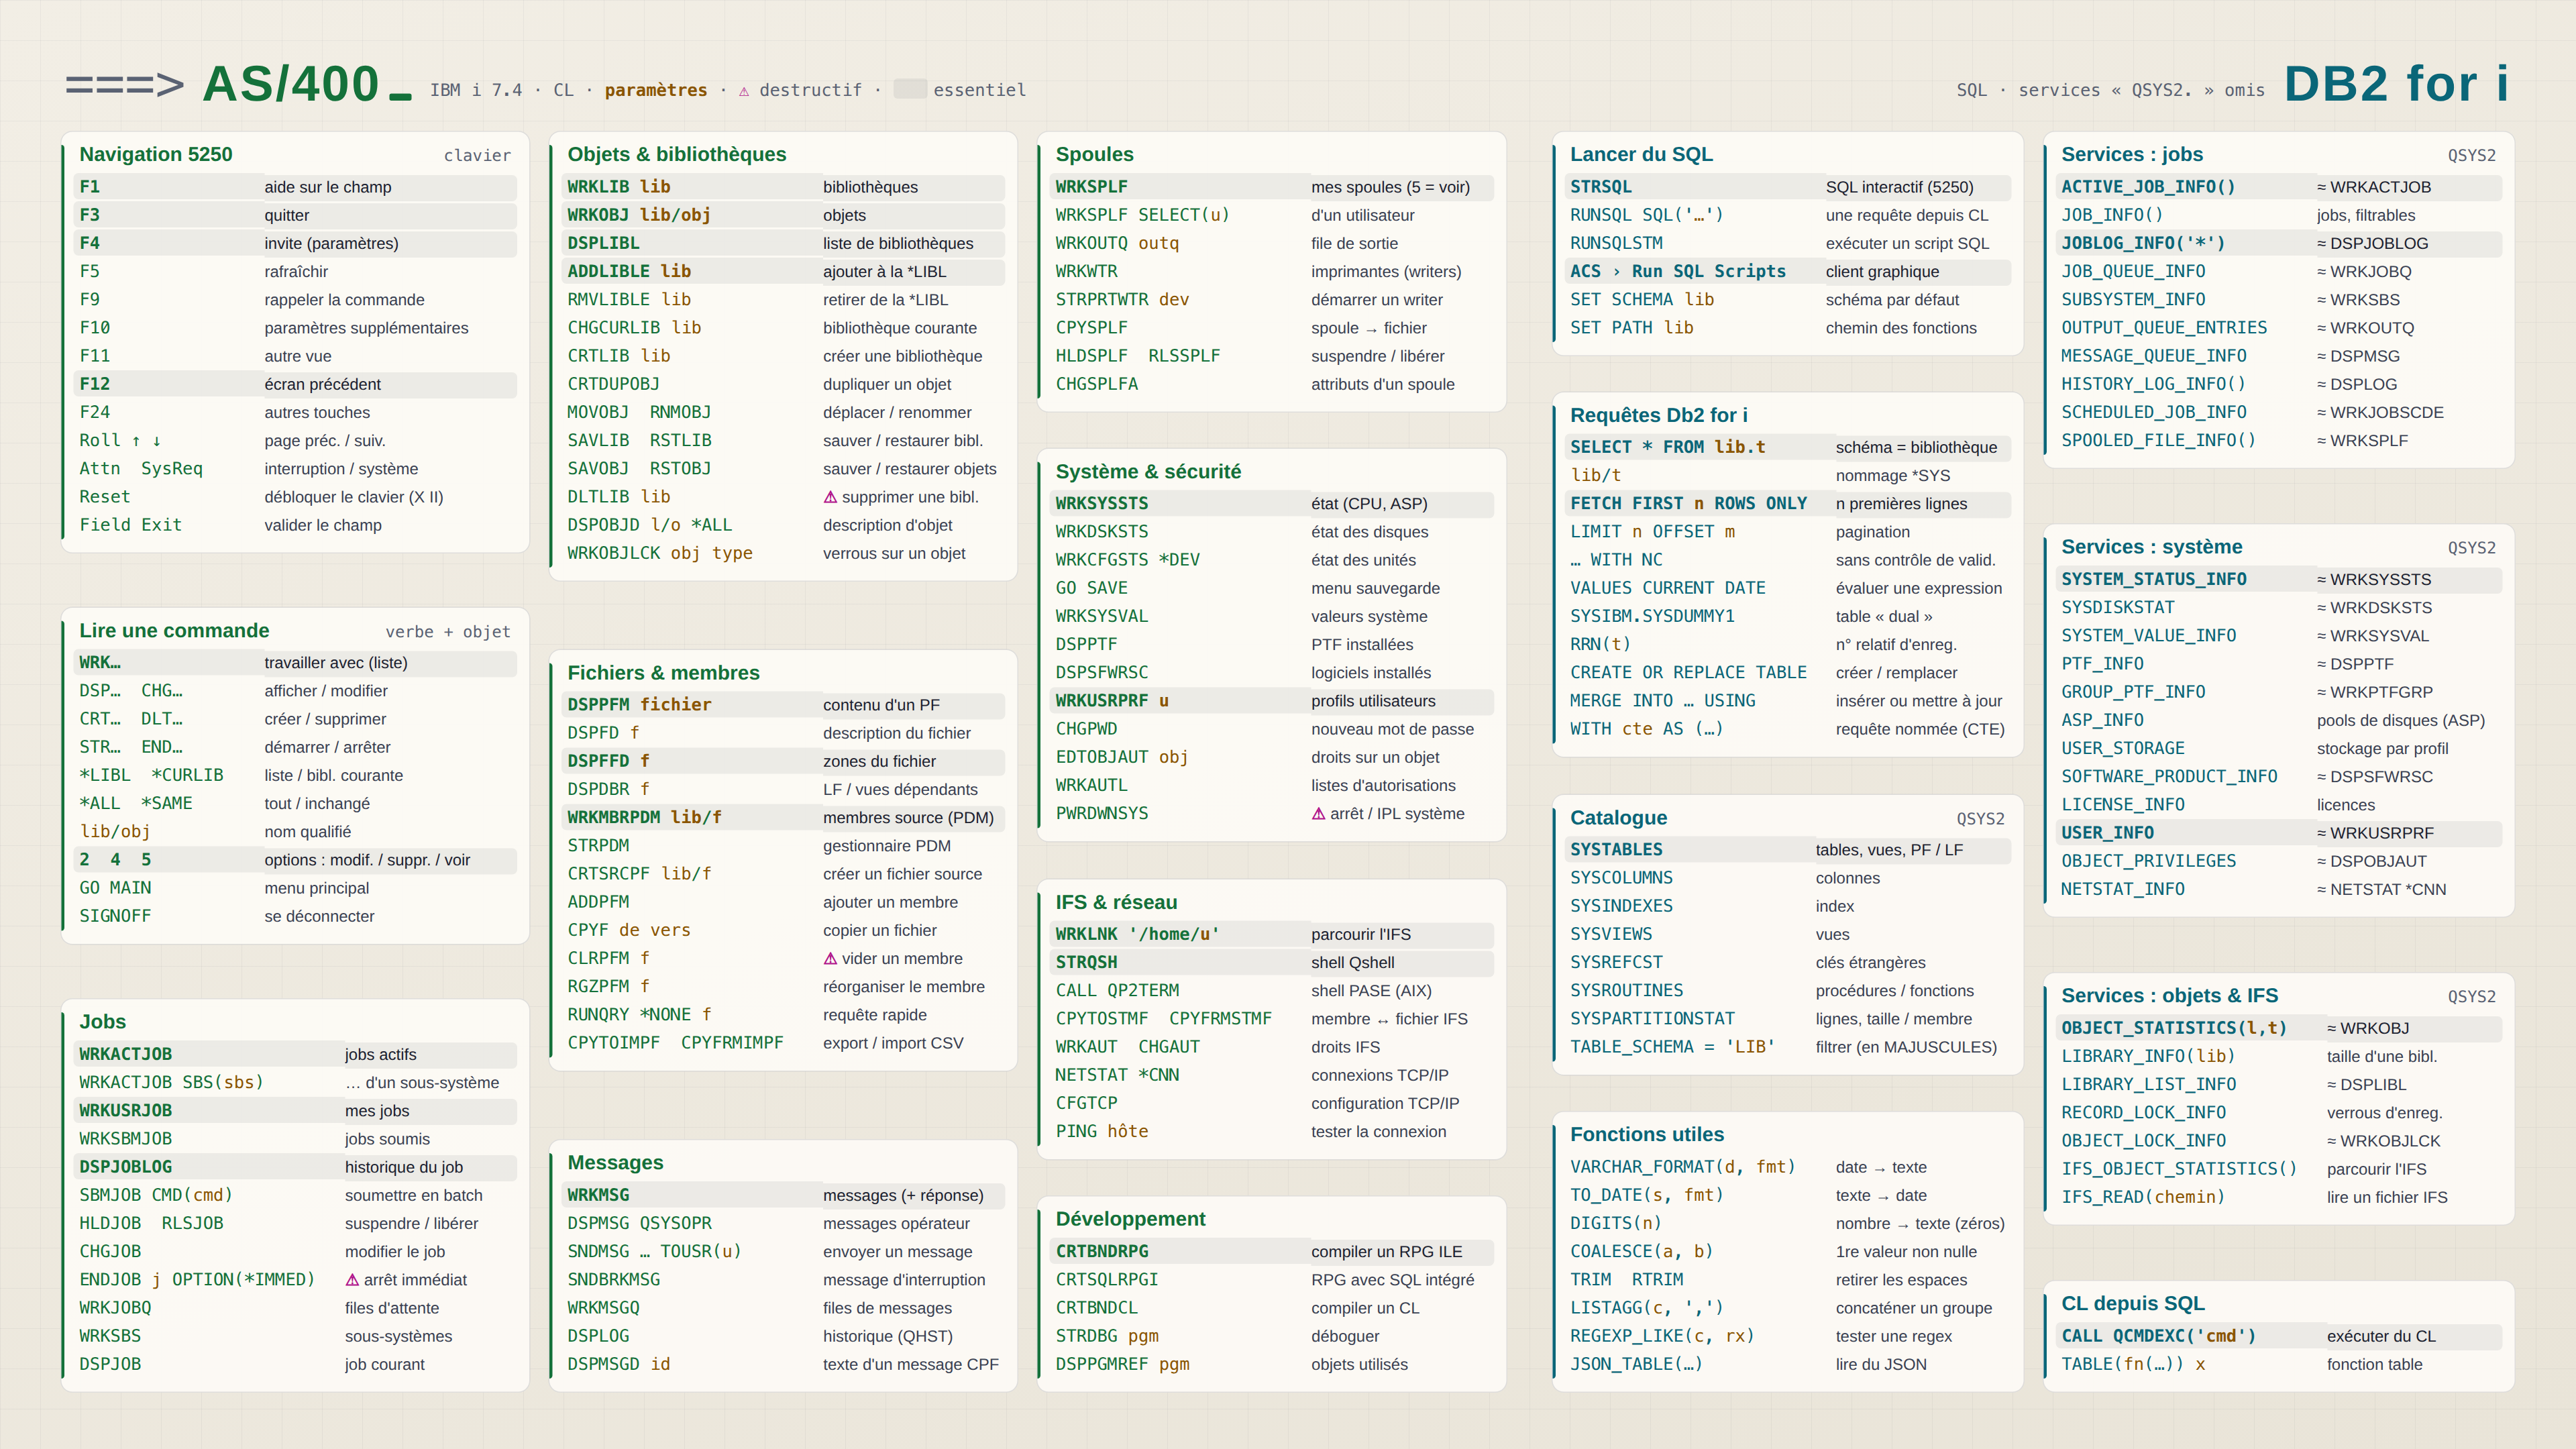 ===> AS/400_ IBM i 7.4 · CL · paramètres · ⚠ destructif · essentiel
SQL · services « QSYS2. » omis DB2 for i
Navigation 5250 clavier
F1 aide sur le champ
F3 quitter
F4 invite (paramètres)
F5 rafraîchir
F9 rappeler la commande
F10 paramètres supplémentaires
F11 autre vue
F12 écran précédent
F24 autres touches
Roll ↑ ↓ page préc. / suiv.
Attn SysReq interruption / système
Reset débloquer le clavier (X II)
Field Exit valider le champ
Lire une commande verbe + objet
WRK… travailler avec (liste)
DSP… CHG… afficher / modifier
CRT… DLT… créer / supprimer
STR… END… démarrer / arrêter
*LIBL *CURLIB liste / bibl. courante
*ALL *SAME tout / inchangé
lib/obj nom qualifié
2 4 5 options : modif. / suppr. / voir
GO MAIN menu principal
SIGNOFF se déconnecter
Jobs
WRKACTJOB jobs actifs
WRKACTJOB SBS(sbs) … d'un sous-système
WRKUSRJOB mes jobs
WRKSBMJOB jobs soumis
DSPJOBLOG historique du job
SBMJOB CMD(cmd) soumettre en batch
HLDJOB RLSJOB suspendre / libérer
CHGJOB modifier le job
ENDJOB j OPTION(*IMMED) ⚠ arrêt immédiat
WRKJOBQ files d'attente
WRKSBS sous-systèmes
DSPJOB job courant
Objets & bibliothèques
WRKLIB lib bibliothèques
WRKOBJ lib/obj objets
DSPLIBL liste de bibliothèques
ADDLIBLE lib ajouter à la *LIBL
RMVLIBLE lib retirer de la *LIBL
CHGCURLIB lib bibliothèque courante
CRTLIB lib créer une bibliothèque
CRTDUPOBJ dupliquer un objet
MOVOBJ RNMOBJ déplacer / renommer
SAVLIB RSTLIB sauver / restaurer bibl.
SAVOBJ RSTOBJ sauver / restaurer objets
DLTLIB lib ⚠ supprimer une bibl.
DSPOBJD l/o *ALL description d'objet
WRKOBJLCK obj type verrous sur un objet
Fichiers & membres
DSPPFM fichier contenu d'un PF
DSPFD f description du fichier
DSPFFD f zones du fichier
DSPDBR f LF / vues dépendants
WRKMBRPDM lib/f membres source (PDM)
STRPDM gestionnaire PDM
CRTSRCPF lib/f créer un fichier source
ADDPFM ajouter un membre
CPYF de vers copier un fichier
CLRPFM f ⚠ vider un membre
RGZPFM f réorganiser le membre
RUNQRY *NONE f requête rapide
CPYTOIMPF CPYFRMIMPF export / import CSV
Messages
WRKMSG messages (+ réponse)
DSPMSG QSYSOPR messages opérateur
SNDMSG … TOUSR(u) envoyer un message
SNDBRKMSG message d'interruption
WRKMSGQ files de messages
DSPLOG historique (QHST)
DSPMSGD id texte d'un message CPF
Spoules
WRKSPLF mes spoules (5 = voir)
WRKSPLF SELECT(u) d'un utilisateur
WRKOUTQ outq file de sortie
WRKWTR imprimantes (writers)
STRPRTWTR dev démarrer un writer
CPYSPLF spoule → fichier
HLDSPLF RLSSPLF suspendre / libérer
CHGSPLFA attributs d'un spoule
Système & sécurité
WRKSYSSTS état (CPU, ASP)
WRKDSKSTS état des disques
WRKCFGSTS *DEV état des unités
GO SAVE menu sauvegarde
WRKSYSVAL valeurs système
DSPPTF PTF installées
DSPSFWRSC logiciels installés
WRKUSRPRF u profils utilisateurs
CHGPWD nouveau mot de passe
EDTOBJAUT obj droits sur un objet
WRKAUTL listes d'autorisations
PWRDWNSYS ⚠ arrêt / IPL système
IFS & réseau
WRKLNK '/home/u' parcourir l'IFS
STRQSH shell Qshell
CALL QP2TERM shell PASE (AIX)
CPYTOSTMF CPYFRMSTMF membre ↔ fichier IFS
WRKAUT CHGAUT droits IFS
NETSTAT *CNN connexions TCP/IP
CFGTCP configuration TCP/IP
PING hôte tester la connexion
Développement
CRTBNDRPG compiler un RPG ILE
CRTSQLRPGI RPG avec SQL intégré
CRTBNDCL compiler un CL
STRDBG pgm déboguer
DSPPGMREF pgm objets utilisés
Lancer du SQL
STRSQL SQL interactif (5250)
RUNSQL SQL('…') une requête depuis CL
RUNSQLSTM exécuter un script SQL
ACS › Run SQL Scripts client graphique
SET SCHEMA lib schéma par défaut
SET PATH lib chemin des fonctions
Requêtes Db2 for i
SELECT * FROM lib.t schéma = bibliothèque
lib/t nommage *SYS
FETCH FIRST n ROWS ONLY n premières lignes
LIMIT n OFFSET m pagination
… WITH NC sans contrôle de valid.
VALUES CURRENT DATE évaluer une expression
SYSIBM.SYSDUMMY1 table « dual »
RRN(t) n° relatif d'enreg.
CREATE OR REPLACE TABLE créer / remplacer
MERGE INTO … USING insérer ou mettre à jour
WITH cte AS (…) requête nommée (CTE)
Catalogue QSYS2
SYSTABLES tables, vues, PF / LF
SYSCOLUMNS colonnes
SYSINDEXES index
SYSVIEWS vues
SYSREFCST clés étrangères
SYSROUTINES procédures / fonctions
SYSPARTITIONSTAT lignes, taille / membre
TABLE_SCHEMA = 'LIB' filtrer (en MAJUSCULES)
Fonctions utiles
VARCHAR_FORMAT(d, fmt) date → texte
TO_DATE(s, fmt) texte → date
DIGITS(n) nombre → texte (zéros)
COALESCE(a, b) 1re valeur non nulle
TRIM RTRIM retirer les espaces
LISTAGG(c, ',') concaténer un groupe
REGEXP_LIKE(c, rx) tester une regex
JSON_TABLE(…) lire du JSON
Services : jobs QSYS2
ACTIVE_JOB_INFO() ≈ WRKACTJOB
JOB_INFO() jobs, filtrables
JOBLOG_INFO('*') ≈ DSPJOBLOG
JOB_QUEUE_INFO ≈ WRKJOBQ
SUBSYSTEM_INFO ≈ WRKSBS
OUTPUT_QUEUE_ENTRIES ≈ WRKOUTQ
MESSAGE_QUEUE_INFO ≈ DSPMSG
HISTORY_LOG_INFO() ≈ DSPLOG
SCHEDULED_JOB_INFO ≈ WRKJOBSCDE
SPOOLED_FILE_INFO() ≈ WRKSPLF
Services : système QSYS2
SYSTEM_STATUS_INFO ≈ WRKSYSSTS
SYSDISKSTAT ≈ WRKDSKSTS
SYSTEM_VALUE_INFO ≈ WRKSYSVAL
PTF_INFO ≈ DSPPTF
GROUP_PTF_INFO ≈ WRKPTFGRP
ASP_INFO pools de disques (ASP)
USER_STORAGE stockage par profil
SOFTWARE_PRODUCT_INFO ≈ DSPSFWRSC
LICENSE_INFO licences
USER_INFO ≈ WRKUSRPRF
OBJECT_PRIVILEGES ≈ DSPOBJAUT
NETSTAT_INFO ≈ NETSTAT *CNN
Services : objets & IFS QSYS2
OBJECT_STATISTICS(l,t) ≈ WRKOBJ
LIBRARY_INFO(lib) taille d'une bibl.
LIBRARY_LIST_INFO ≈ DSPLIBL
RECORD_LOCK_INFO verrous d'enreg.
OBJECT_LOCK_INFO ≈ WRKOBJLCK
IFS_OBJECT_STATISTICS() parcourir l'IFS
IFS_READ(chemin) lire un fichier IFS
CL depuis SQL
CALL QCMDEXC('cmd') exécuter du CL
TABLE(fn(…)) x fonction table